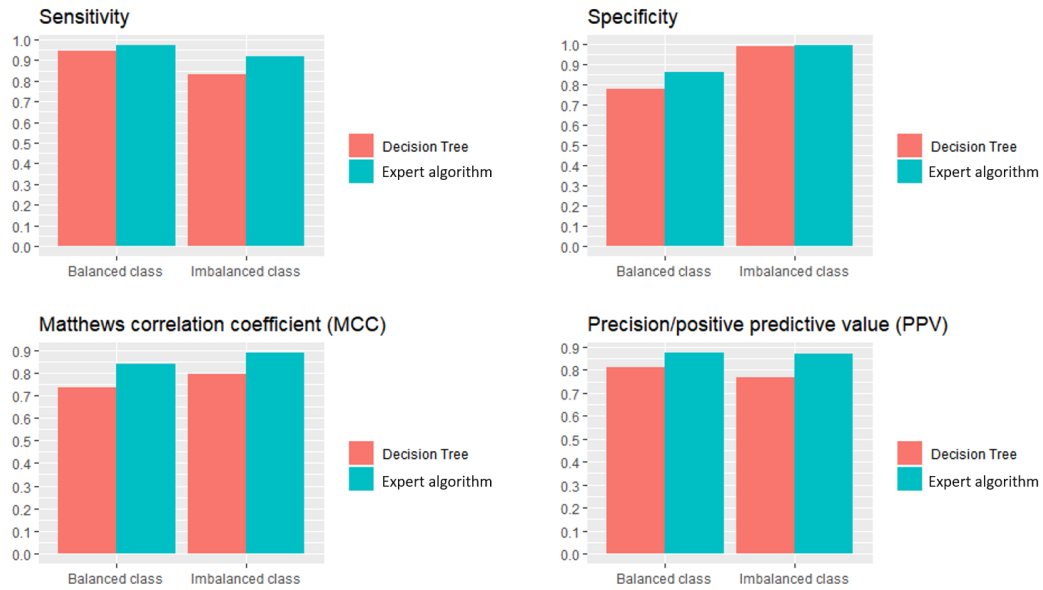 Sensitivity
1.0
0.9
0.8
0.7
0.6
0.5
0.4
0.3
0.2
0.1
0.0
Balanced class
Imbalanced class
Decision Tree
Expert algorithm
Specificity
1.0
0.9
0.8
0.7
0.6
0.5
0.4
0.3
0.2
0.1
0.0
Balanced class
Imbalanced class
Decision Tree
Expert algorithm
Matthews correlation coefficient (MCC)
0.9
0.8
0.7
0.6
0.5
0.4
0.3
0.2
0.1
0.0
Balanced class
Imbalanced class
Decision Tree
Expert algorithm
Precision/positive predictive value (PPV)
0.9
0.8
0.7
0.6
0.5
0.4
0.3
0.2
0.1
0.0
Balanced class
Imbalanced class
Decision Tree
Expert algorithm